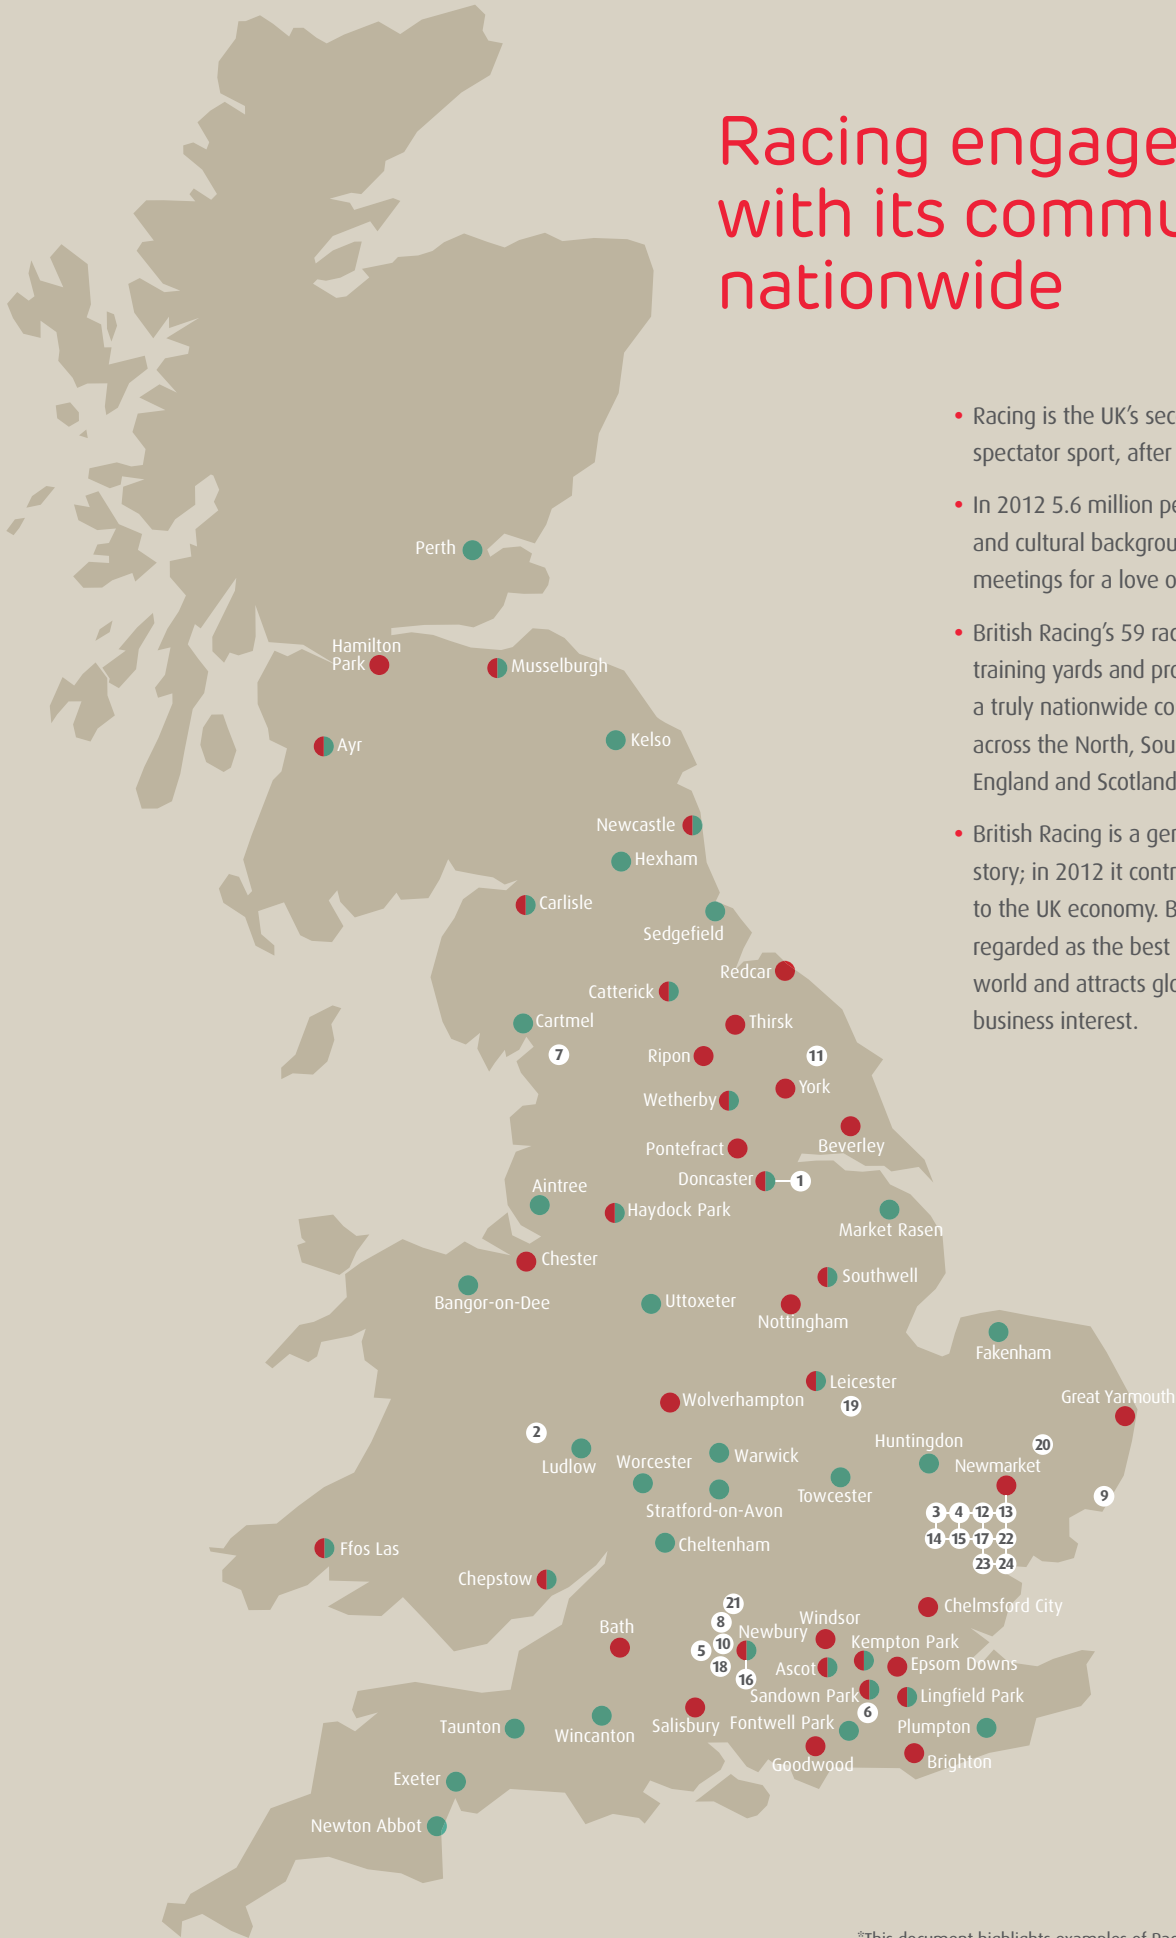 Racing engage
with its commu
nationwide
• Racing is the UK’s sec
spectator sport, after
• In 2012 5.6 million pe
and cultural backgrou
meetings for a love o
• British Racing’s 59 rac
training yards and pro
a truly nationwide co
across the North, Sou
England and Scotland
• British Racing is a ger
story; in 2012 it contr
to the UK economy. B
regarded as the best
world and attracts glo
business interest.
Perth
Hamilton
Park
Musselburgh
Ayr
Kelso
Newcastle
Hexham
Carlisle
Sedgefield
Redcar
Catterick
Cartmel
Thirsk
7
Ripon
11
York
Wetherby
Beverley
Pontefract
Doncaster
1
Aintree
Haydock Park
Market Rasen
Chester
Southwell
Bangor-on-Dee
Uttoxeter
Nottingham
Fakenham
Leicester
Great Yarmouth
Wolverhampton
19
2
Ludlow
Worcester
Warwick
Huntingdon
20
Newmarket
Stratford-on-Avon
Towcester
9
3 4 12 13
14 15 17 22
23 24
Ffos Las
Cheltenham
Chepstow
Chelmsford City
21
8
Bath
Newbury
Windsor
Kempton Park
5
10
18
16
Ascot
Epsom Downs
Sandown Park
Lingfield Park
6
Taunton
Wincanton
Salisbury
Fontwell Park
Plumpton
Goodwood
Brighton
Exeter
Newton Abbot
*This document highlights examples of Rac